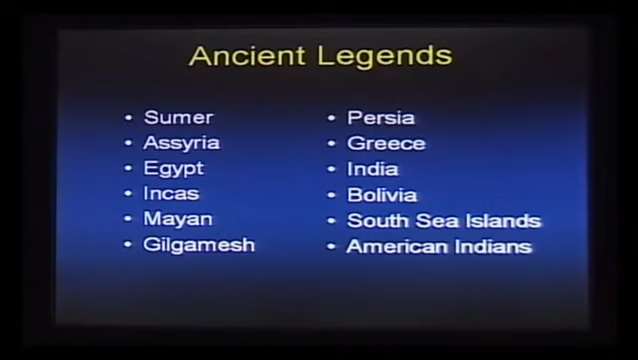 Ancient Legends
• Sumer
• Assyria
• Egypt
• Incas
• Mayan
• Gilgamesh
• Persia
• Greece
• India
• Bolivia
• South Sea Islands
• American Indians